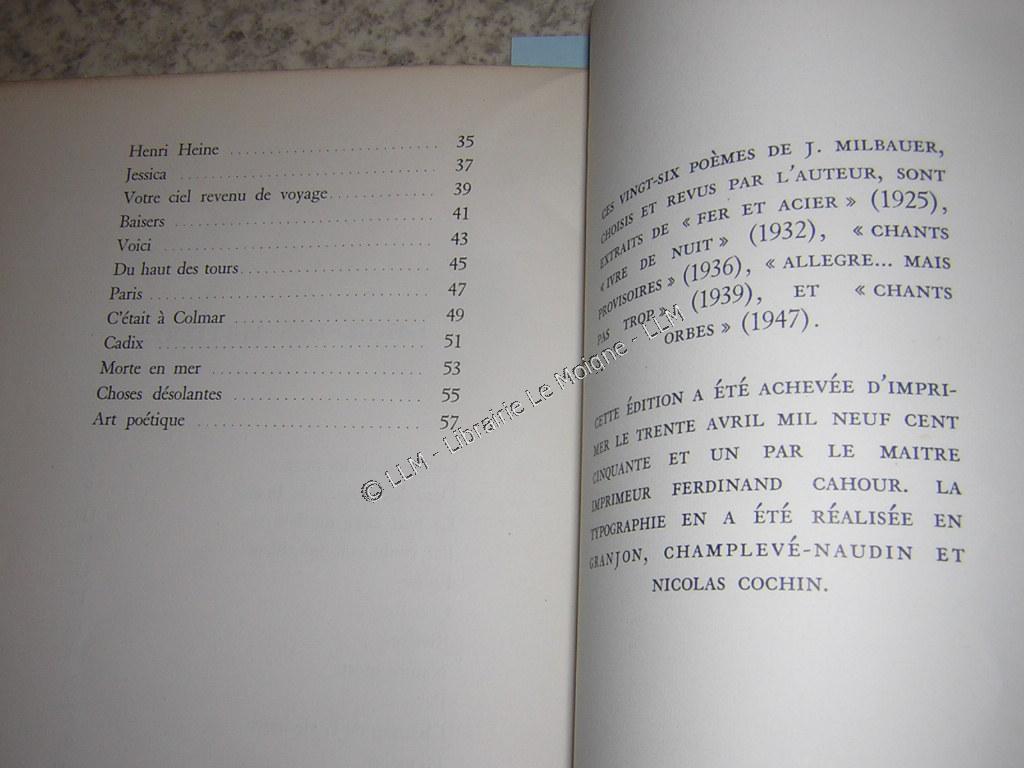 Henri Heine ........................... 35
Jessica ........................... 37
Votre ciel revenu de voyage ............... 39
Baisers ........................... 41
Voici ........................... 43
Du haut des tours ........................... 45
Paris ........................... 47
C'était à Colmar ........................... 49
Cadix ........................... 51
Morte en mer ........................... 53
Choses désolantes ........................... 55
Art poétique ........................... 57
CES VINGT-SIX POÈMES DE J. MILBAUER,
CHOISIS ET REVUS PAR L'AUTEUR, SONT
EXTRAITS DE « FER ET ACIER » (1925),
« IVRE DE NUIT » (1932), « CHANTS
PROVISOIRES » (1936), « ALLEGRE... MAIS
PAS TROP » (1939), ET « CHANTS
ORBES » (1947).
CETTE ÉDITION A ÉTÉ ACHEVÉE D'IMPRI-
MER LE TRENTE AVRIL MIL NEUF CENT
CINQUANTE ET UN PAR LE MAITRE
IMPRIMEUR FERDINAND CAHOUR. LA
TYPOGRAPHIE EN A ÉTÉ RÉALISÉE EN
GRANJON, CHAMPLEVÉ-NAUDIN ET
NICOLAS COCHIN.
© LLM - Librairie Le Moigne - LLM